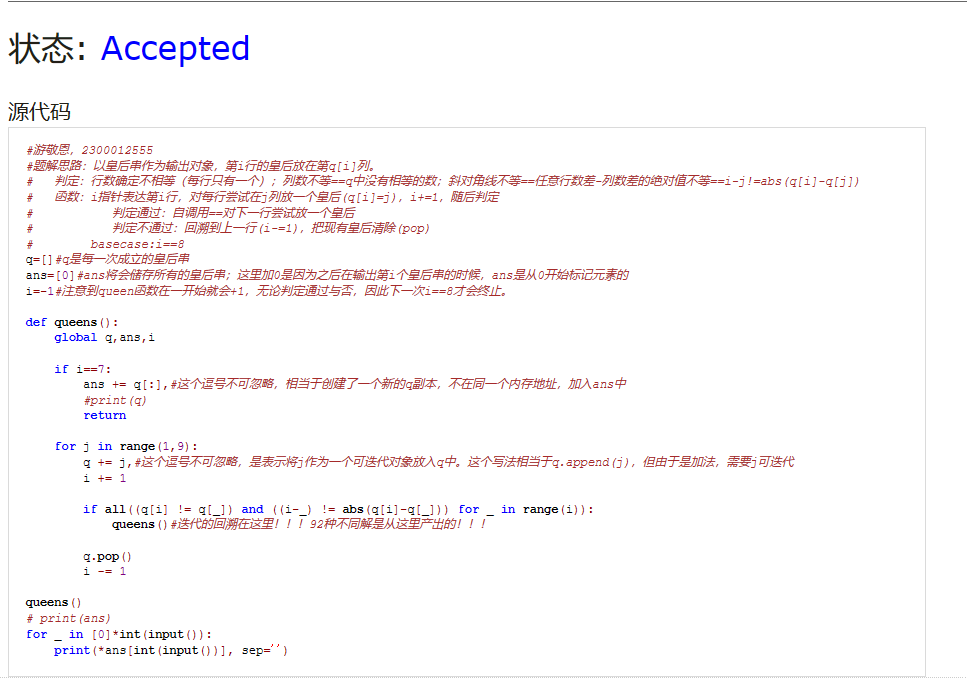 状态: Accepted
源代码
#游敬恩，2300012555
#题解思路：以皇后串作为输出对象，第i行的皇后放在第q[i]列。
#   判定：行数确定不相等（每行只有一个）；列数不等==q中没有相等的数；斜对角线不等==任意行数差-列数差的绝对值不等==i-j!=abs(q[i]-q[j])
#   函数：i指针表达第i行，对每行尝试在j列放一个皇后(q[i]=j)，i+=1，随后判定
#           判定通过：自调用==对下一行尝试放一个皇后
#           判定不通过：回溯到上一行(i-=1)，把现有皇后清除(pop)
#        basecase:i==8
q=[]#q是每一次成立的皇后串
ans=[0]#ans将会储存所有的皇后串；这里加0是因为之后在输出第i个皇后串的时候，ans是从0开始标记元素的
i=-1#注意到queen函数在一开始就会+1，无论判定通过与否，因此下一次i==8才会终止。
def queens():
    global q,ans,i
    if i==7:
        ans += q[:],#这个逗号不可忽略，相当于创建了一个新的q副本，不在同一个内存地址，加入ans中
        #print(q)
        return
    for j in range(1,9):
        q += j,#这个逗号不可忽略，是表示将j作为一个可迭代对象放入q中。这个写法相当于q.append(j)，但由于是加法，需要j可迭代
        i += 1
        if all((q[i] != q[_]) and ((i-_) != abs(q[i]-q[_])) for _ in range(i)):
            queens()#迭代的回溯在这里！！！92种不同解是从这里产出的！！！
        q.pop()
        i -= 1
queens()
# print(ans)
for _ in [0]*int(input()):
    print(*ans[int(input())], sep='')